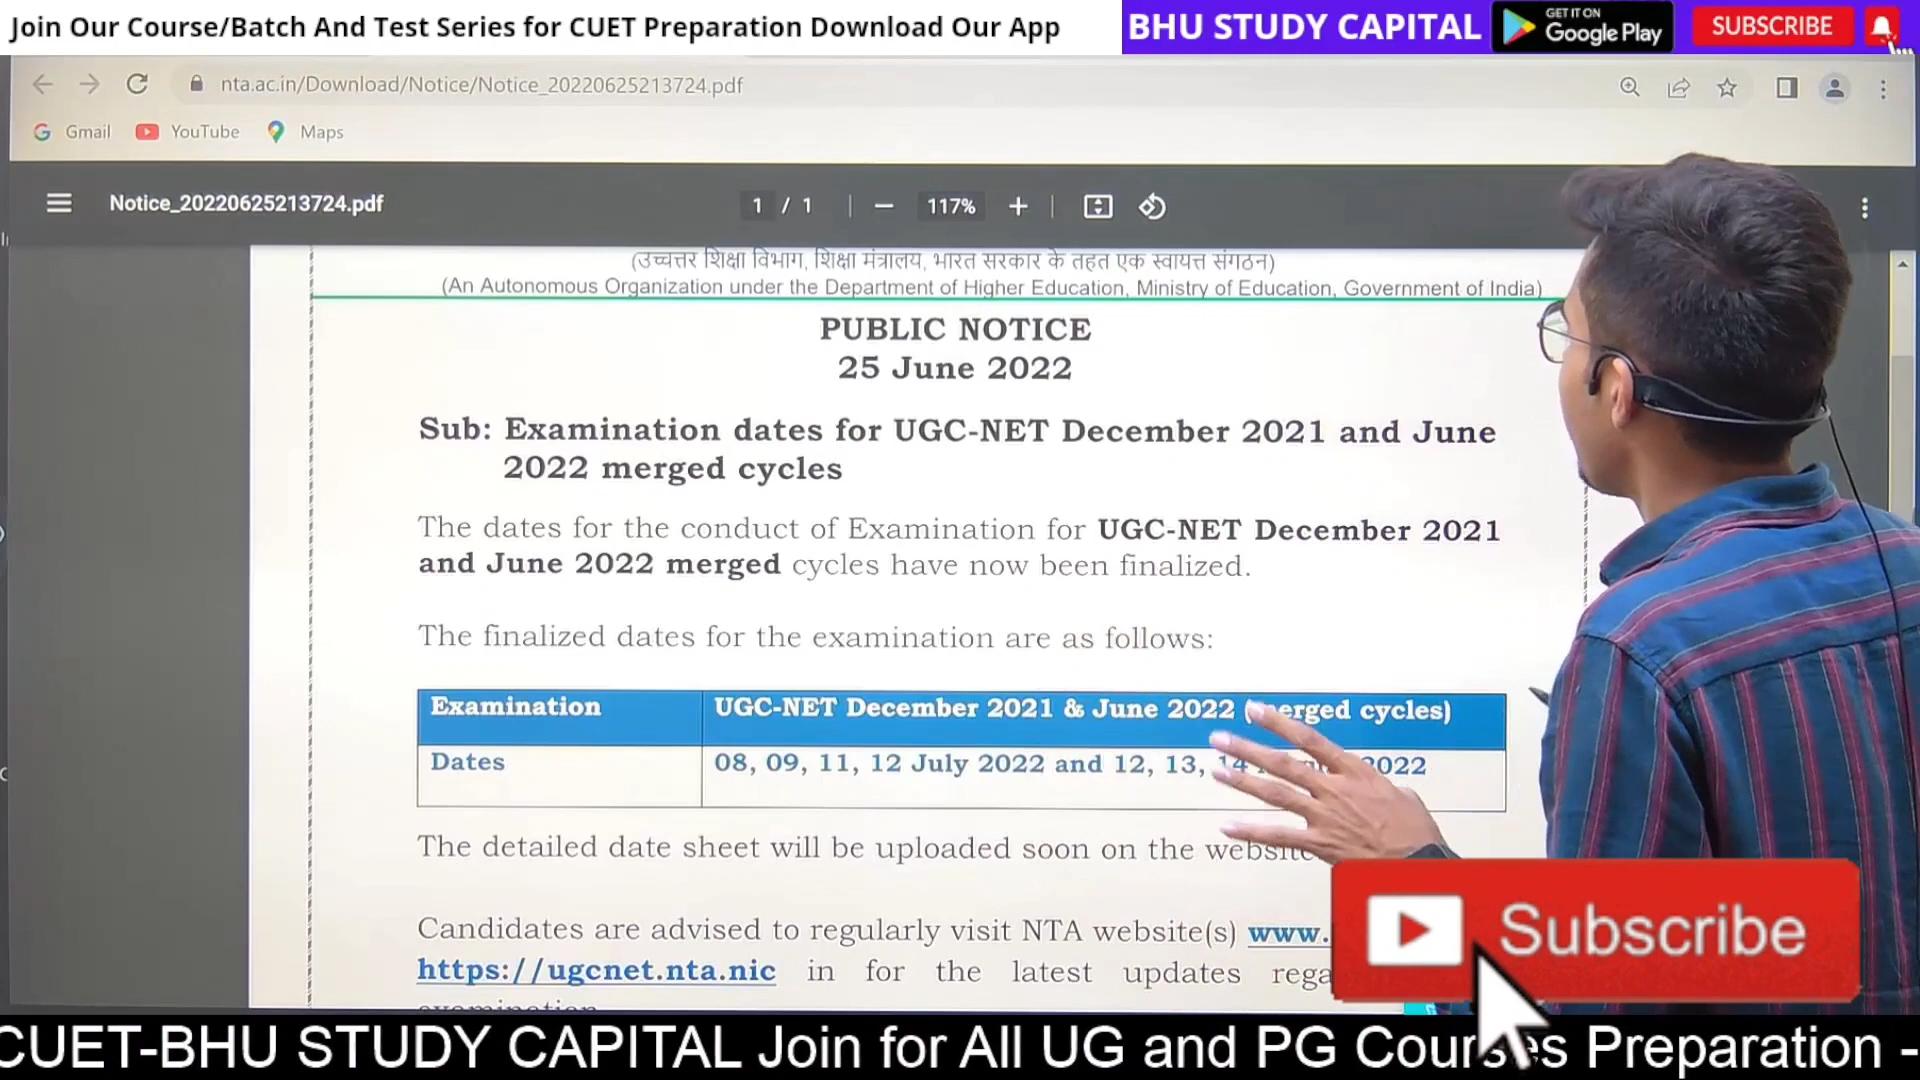 Join Our Course/Batch And Test Series for CUET Preparation Download Our App
BHU STUDY CAPITAL
GET IT ON
Google Play
SUBSCRIBE
nta.ac.in/Download/Notice/Notice_20220625213724.pdf
Gmail YouTube Maps
Notice_20220625213724.pdf
1 / 1
117%
(उच्चत्तर शिक्षा विभाग, शिक्षा मंत्रालय, भारत सरकार के तहत एक स्वायत्त संगठन)
(An Autonomous Organization under the Department of Higher Education, Ministry of Education, Government of India)
PUBLIC NOTICE
25 June 2022
Sub: Examination dates for UGC-NET December 2021 and June
2022 merged cycles
The dates for the conduct of Examination for UGC-NET December 2021
and June 2022 merged cycles have now been finalized.
The finalized dates for the examination are as follows:
Examination UGC-NET December 2021 & June 2022 (merged cycles)
Dates 08, 09, 11, 12 July 2022 and 12, 13, 14 2022
The detailed date sheet will be uploaded soon on the website
Candidates are advised to regularly visit NTA website(s) www.
https://ugcnet.nta.nic in for the latest updates
examination
Subscribe
CUET-BHU STUDY CAPITAL Join for All UG and PG Courses Preparation -